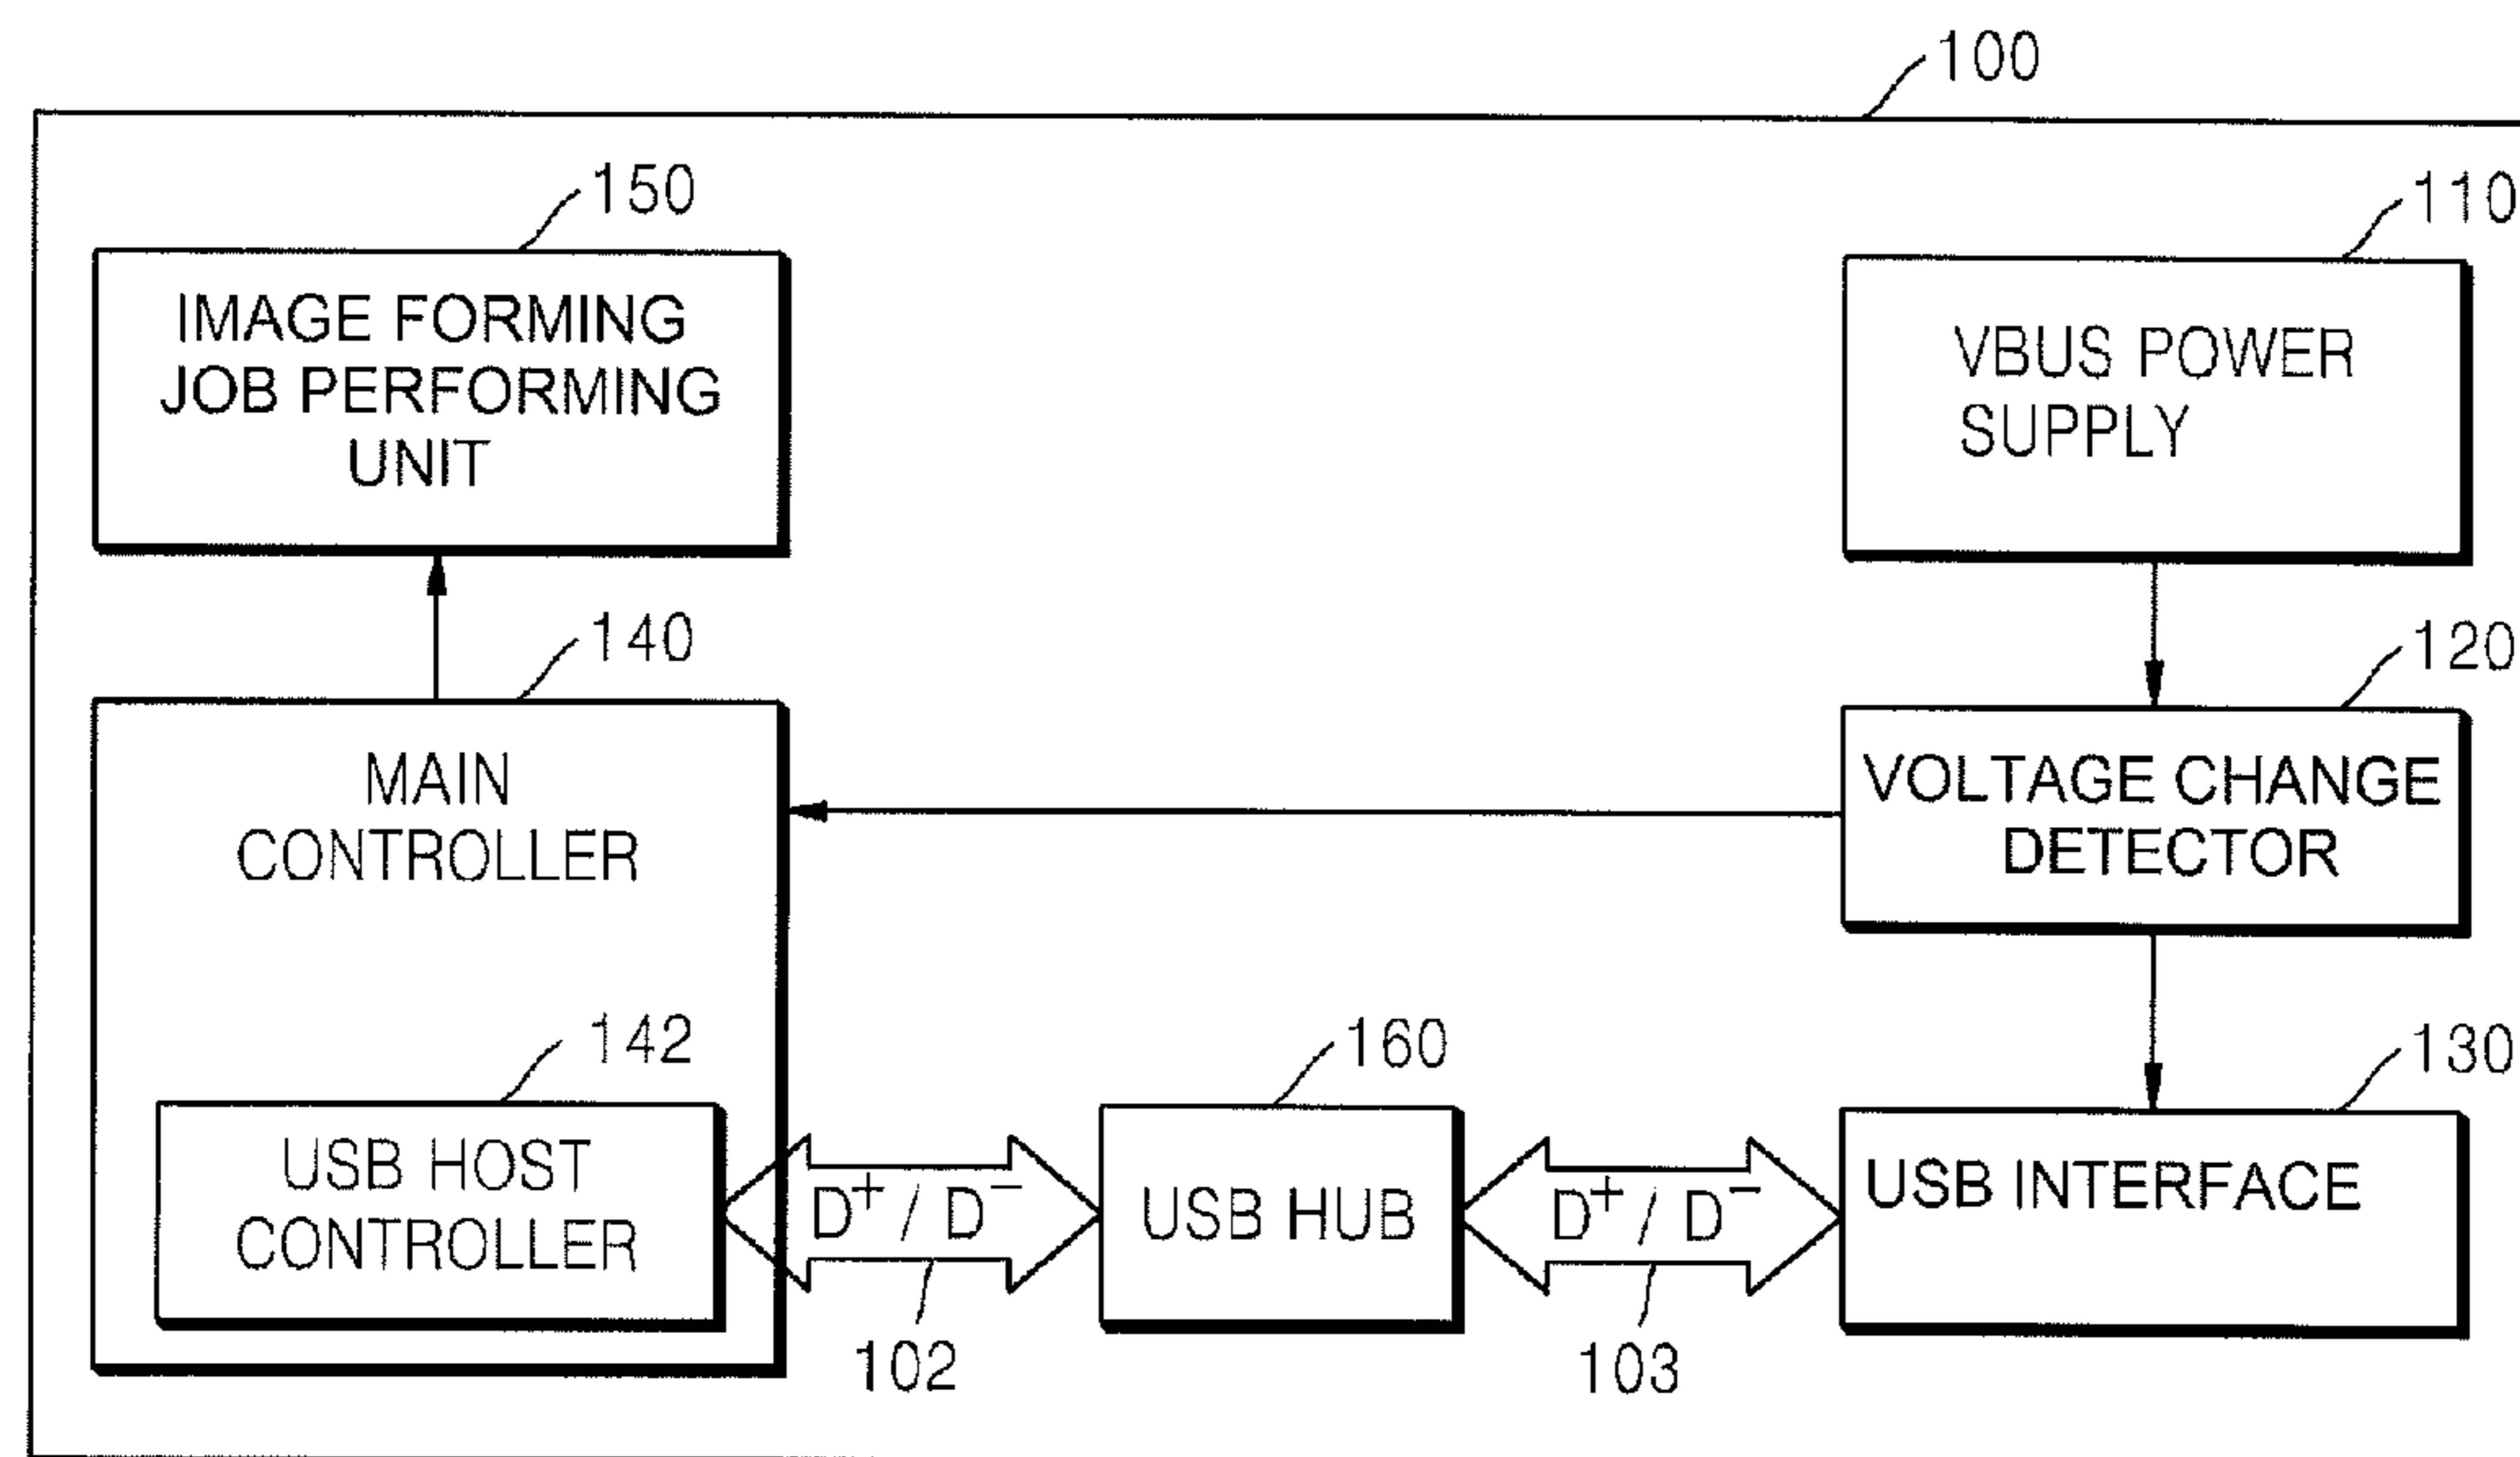 100
150
110
IMAGE FORMING
JOB PERFORMING
UNIT
VBUS POWER
SUPPLY
140
120
MAIN
CONTROLLER
VOLTAGE CHANGE
DETECTOR
142
160
130
USB HOST
CONTROLLER
D+ / D−
USB HUB
D+ / D−
USB INTERFACE
102
103